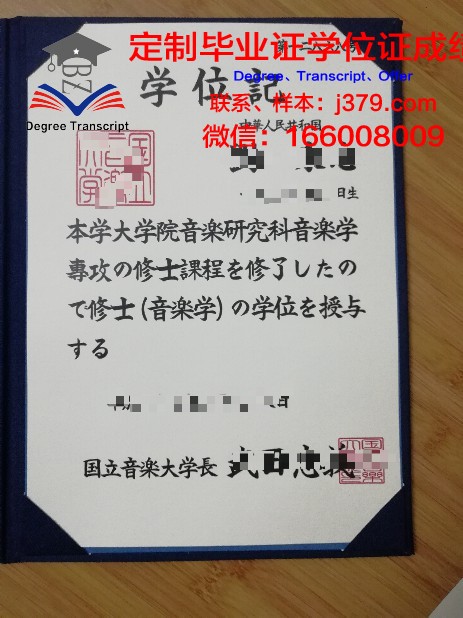 定制毕业证学位证成绩
Degree, Transcript, Offer
学位記
联系、样本：j379.com
BZ
Degree Transcript
中華人民共和国
微信：166008009
日生
本学大学院音楽研究科音楽学
専攻の修士課程を修了したの
で修士(音楽学)の学位を授与
する
日
国立音楽大学長